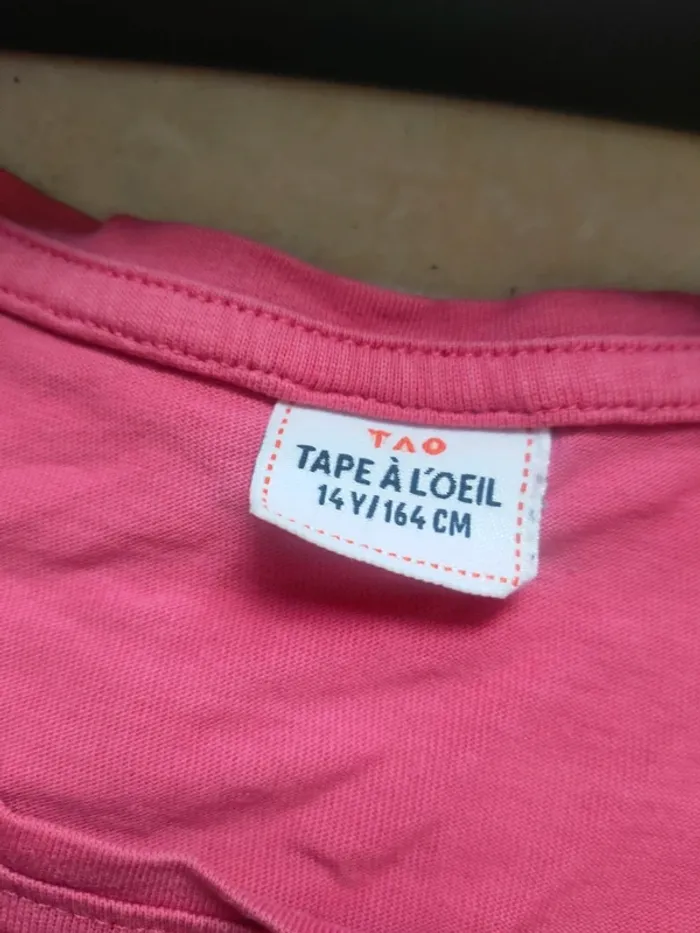 TAO
TAPE À L'OEIL
14 Y/164 CM